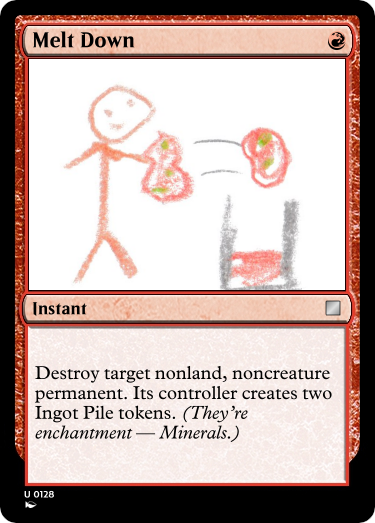 Melt Down
Instant
Destroy target nonland, noncreature
permanent. Its controller creates two
Ingot Pile tokens. (They're
enchantment — Minerals.)
U 0128